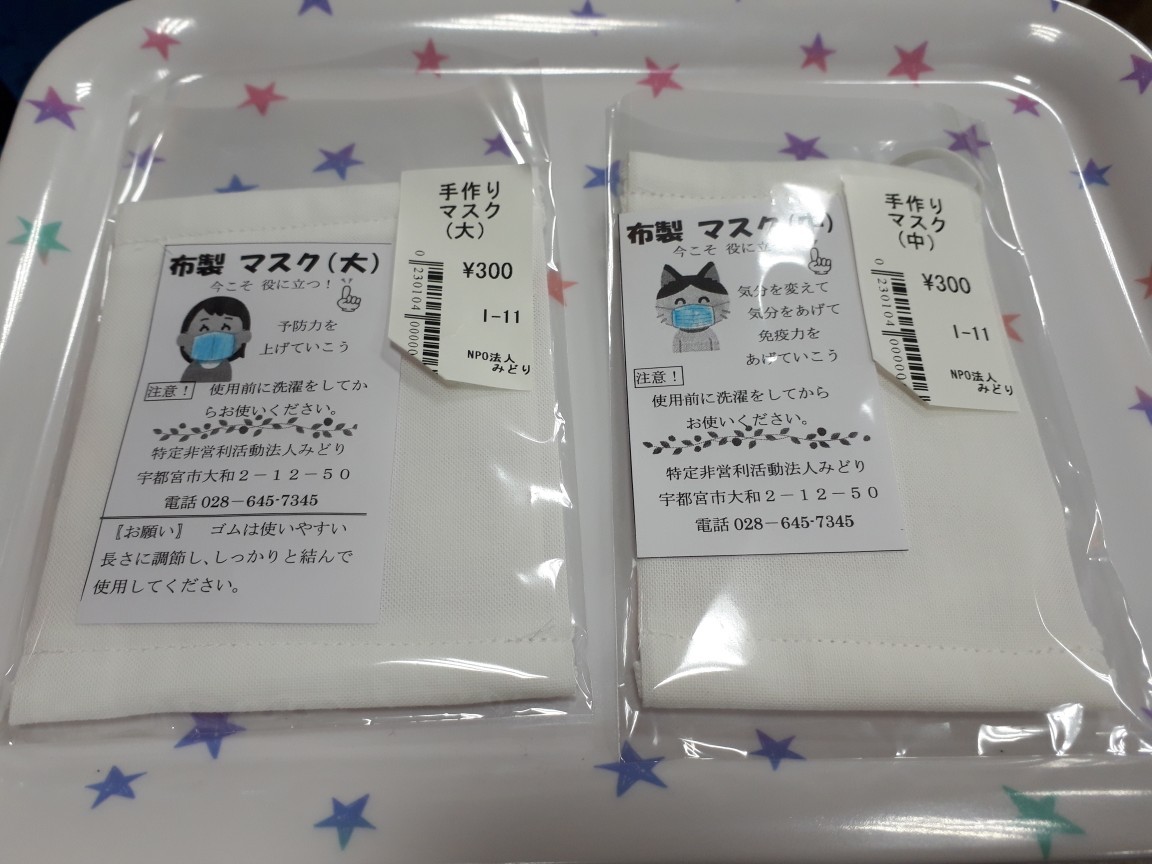 手作り
マスク
(大)
¥300
I-11
NPO法人
みどり
0 230104 00000
布製 マスク(大)
今こそ 役に立つ！
予防力を
上げていこう
注意！ 使用前に洗濯をしてか
らお使いください。
特定非営利活動法人みどり
宇都宮市大和２－１２－５０
電話 028－645-7345
〖お願い〗 ゴムは使いやすい
長さに調節し、しっかりと結んで
使用してください。
手作り
マスク
(中)
¥300
I-11
NPO法人
みどり
0 230104 00000
布製 マスク(中)
今こそ 役に立
気分を変えて
気分をあげて
免疫力を
あげていこう
注意！
使用前に洗濯をしてから
お使いください。
特定非営利活動法人みどり
宇都宮市大和２－１２－５０
電話 028－645-7345